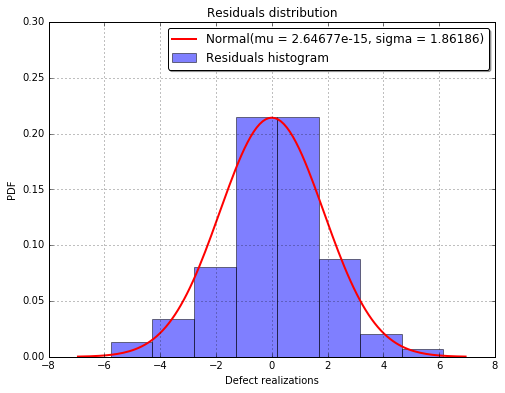 Residuals distribution
Normal(mu = 2.64677e-15, sigma = 1.86186)
Residuals histogram
0.30
0.25
0.20
0.15
0.10
0.05
0.00
PDF
−8 −6 −4 −2 0 2 4 6 8
Defect realizations